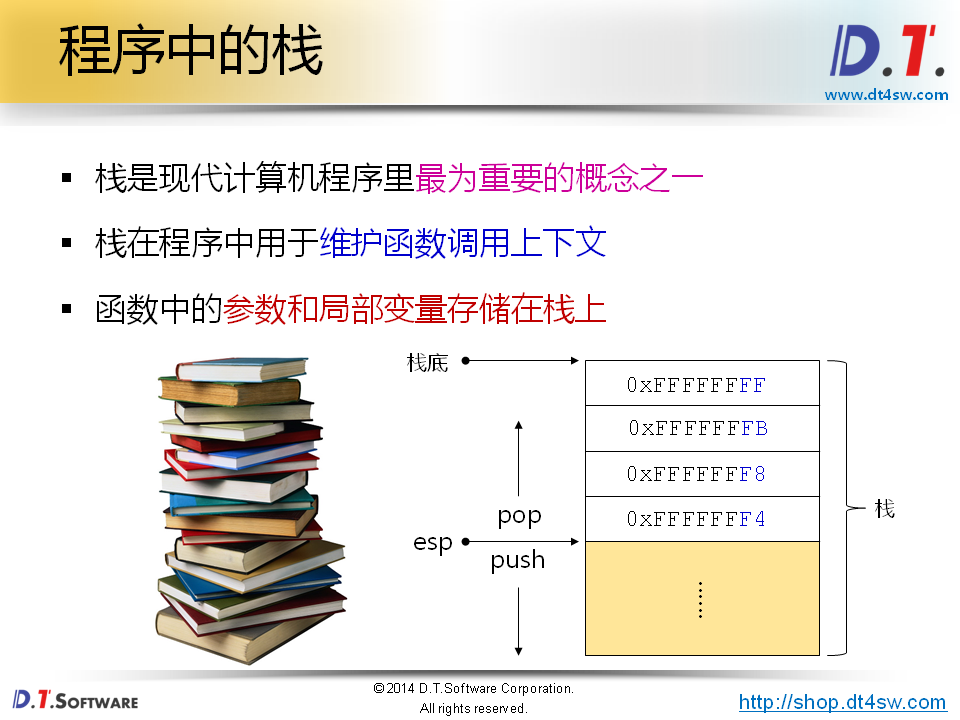 程序中的栈
D.T.
www.dt4sw.com
栈是现代计算机程序里最为重要的概念之一
栈在程序中用于维护函数调用上下文
函数中的参数和局部变量存储在栈上
栈底
0xFFFFFFFF
0xFFFFFFFB
0xFFFFFFF8
0xFFFFFFF4
pop
esp
push
栈
......
D.T.SOFTWARE
©2014 D.T.Software Corporation.
All rights reserved.
http://shop.dt4sw.com